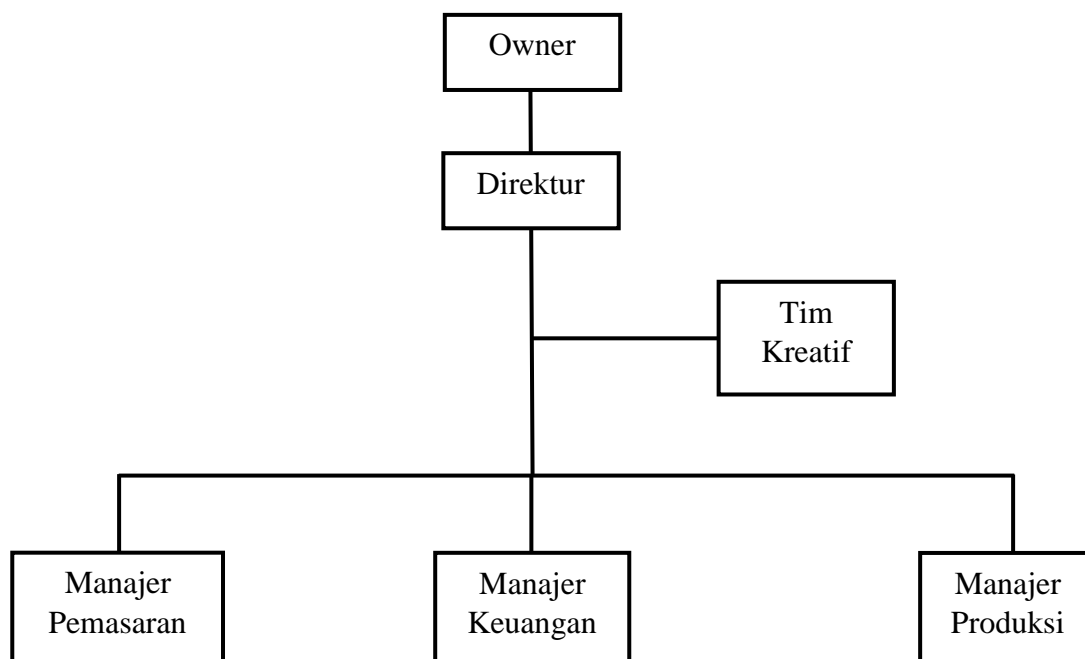 Owner
Direktur
Tim
Kreatif
Manajer
Pemasaran
Manajer
Keuangan
Manajer
Produksi